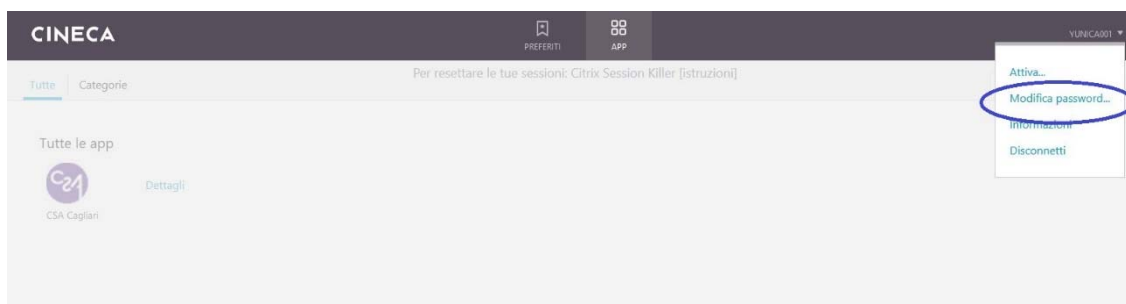 CINECA
PREFERITI
APP
YUNICA001
Tutte
Categorie
Per resettare le tue sessioni: Citrix Session Killer [istruzioni]
Attiva...
Modifica password...
Informazioni
Disconnetti
Tutte le app
Dettagli
CSA Cagliari